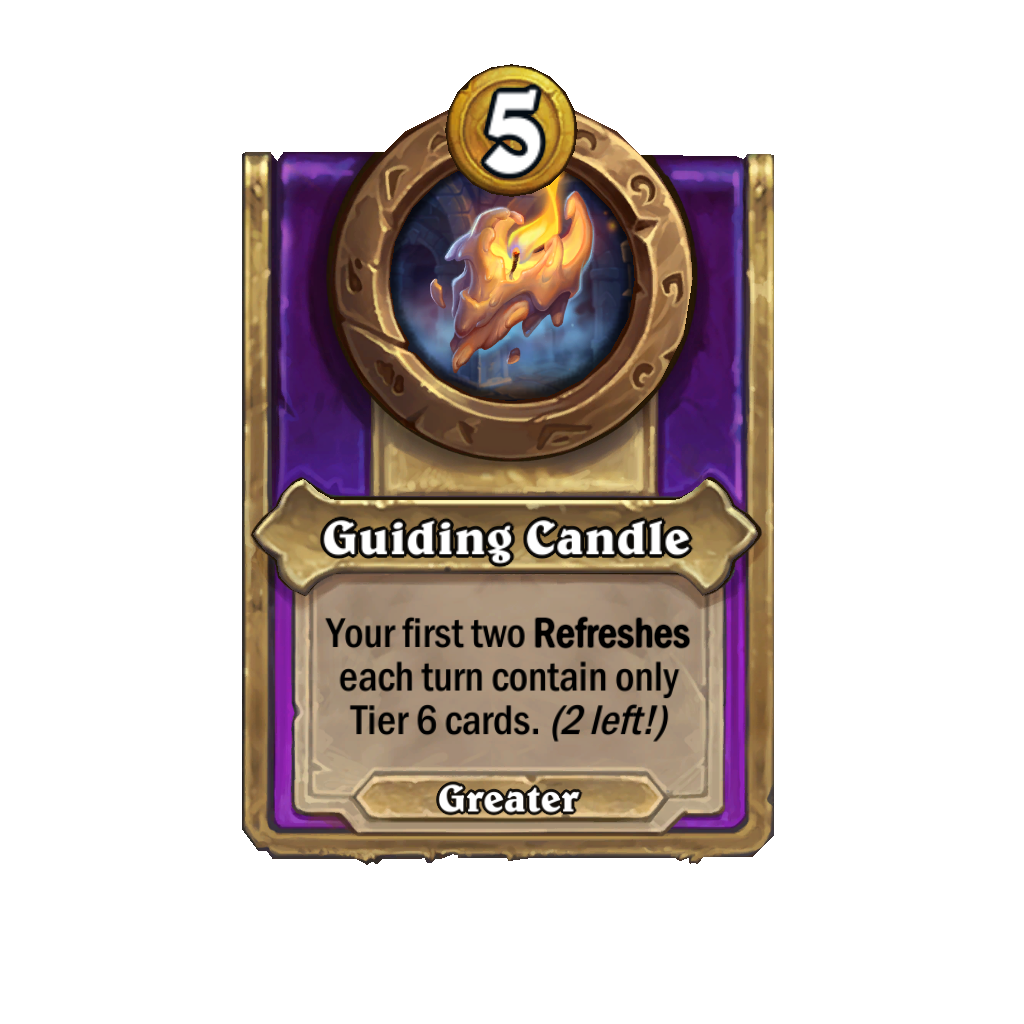 5
Guiding Candle
Your first two Refreshes
each turn contain only
Tier 6 cards. (2 left!)
Greater